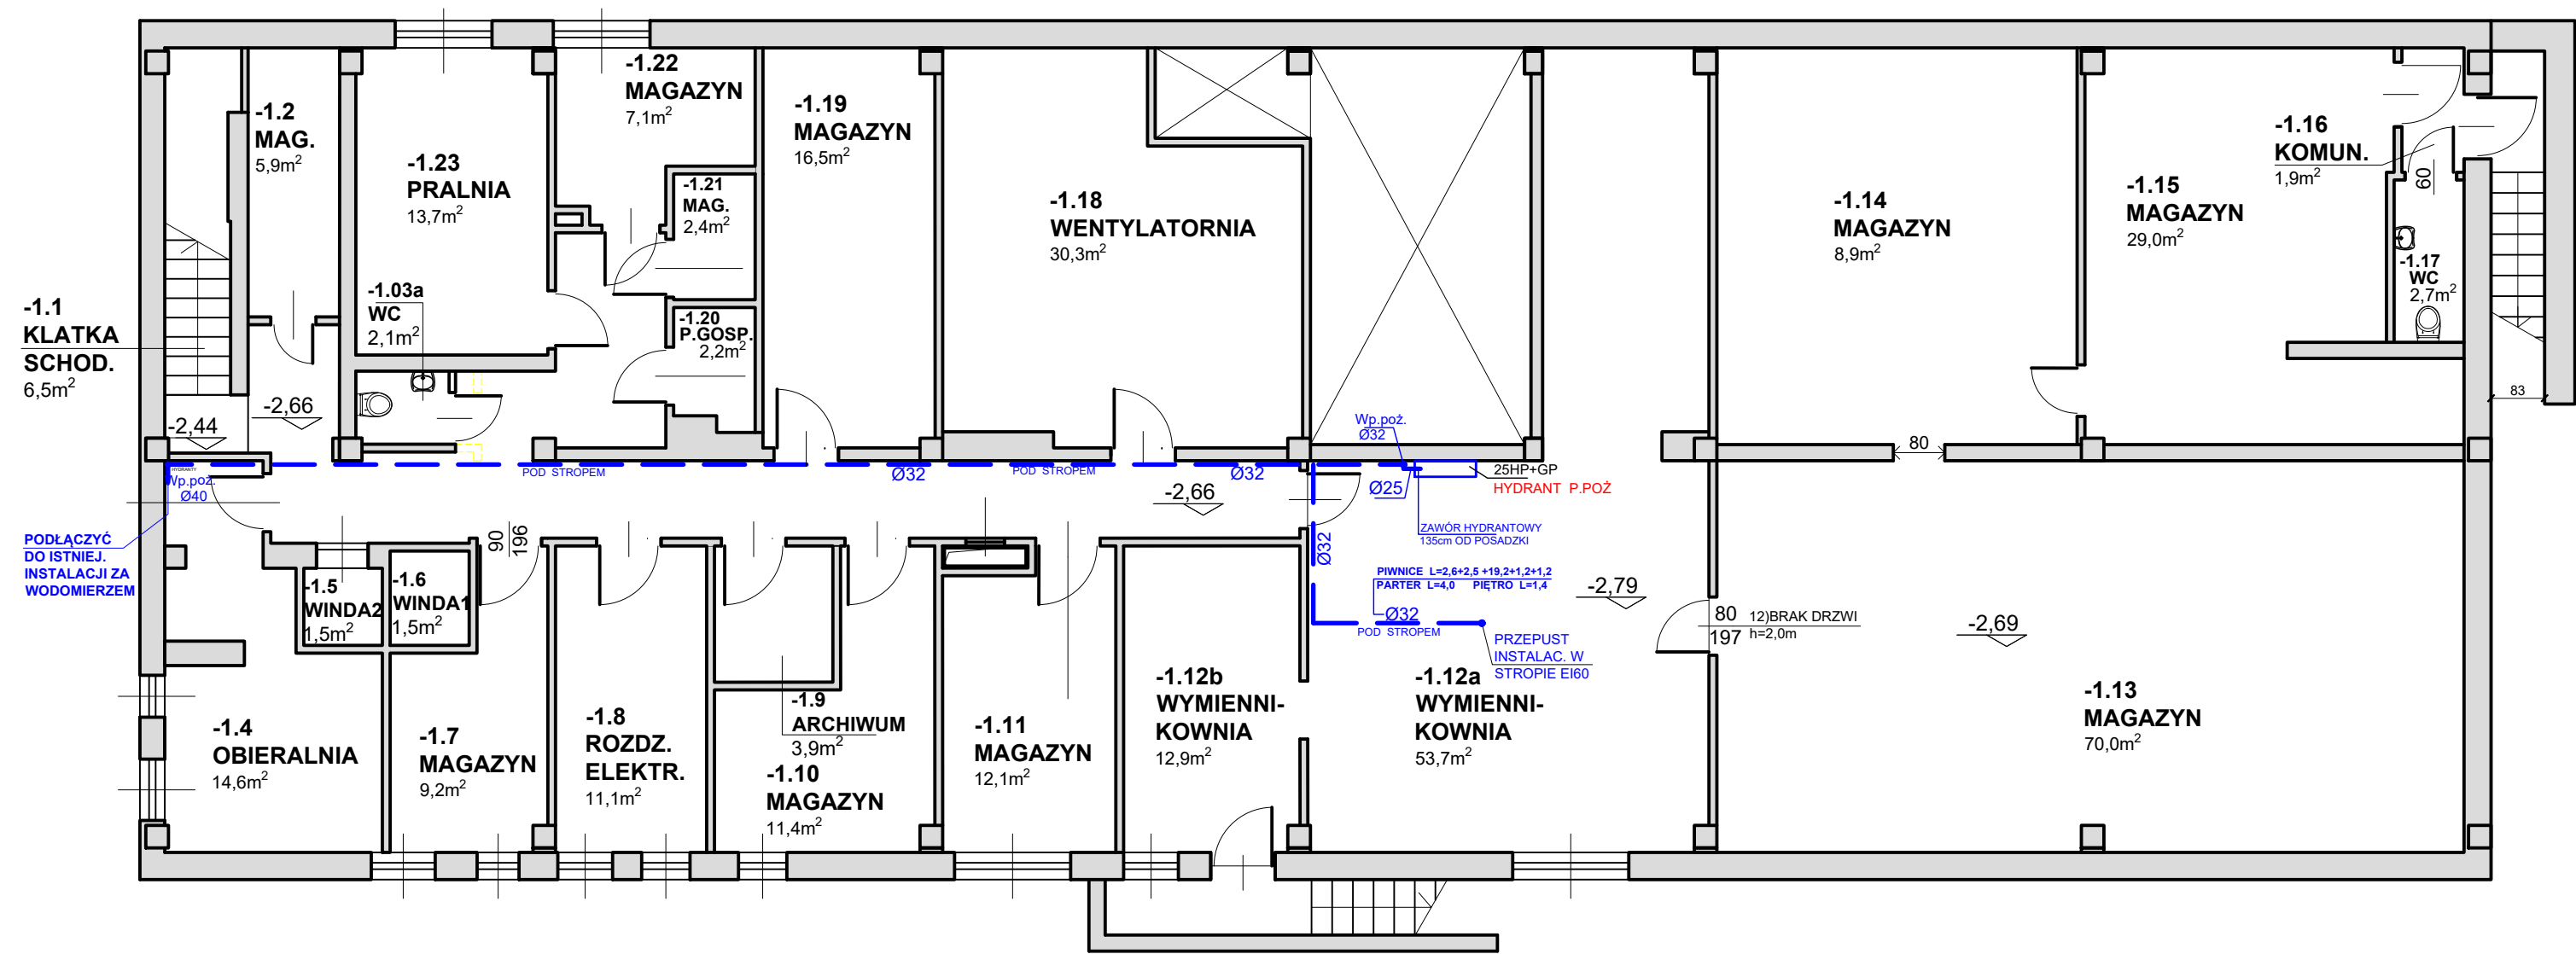 -1.1
KLATKA
SCHOD.
6,5m²
-1.2
MAG.
5,9m²
-1.23
PRALNIA
13,7m²
-1.03a
WC
2,1m²
-1.22
MAGAZYN
7,1m²
-1.21
MAG.
2,4m²
-1.20
P.GOSP.
2,2m²
-1.19
MAGAZYN
16,5m²
-1.18
WENTYLATORNIA
30,3m²
-1.14
MAGAZYN
8,9m²
-1.15
MAGAZYN
29,0m²
-1.16
KOMUN.
1,9m²
60
-1.17
WC
2,7m²
83
80
-2,44
-2,66
HYDRANTY
Wp.poż.
Ø40
POD STROPEM
Ø32
POD STROPEM
Ø32
-2,66
Wp.poż.
Ø32
Ø25
25HP+GP
HYDRANT P.POŻ
ZAWÓR HYDRANTOWY
135cm OD POSADZKI
Ø32
PIWNICE L=2,6+2,5 +19,2+1,2+1,2
PARTER L=4,0 PIĘTRO L=1,4
Ø32
POD STROPEM
PRZEPUST
INSTALAC. W
STROPIE EI60
-2,79
80
197
12)BRAK DRZWI
h=2,0m
-2,69
PODŁĄCZYĆ
DO ISTNIEJ.
INSTALACJI ZA
WODOMIERZEM
90
196
-1.5
WINDA2
1,5m²
-1.6
WINDA1
1,5m²
-1.4
OBIERALNIA
14,6m²
-1.7
MAGAZYN
9,2m²
-1.8
ROZDZ.
ELEKTR.
11,1m²
-1.9
ARCHIWUM
3,9m²
-1.10
MAGAZYN
11,4m²
-1.11
MAGAZYN
12,1m²
-1.12b
WYMIENNI-
KOWNIA
12,9m²
-1.12a
WYMIENNI-
KOWNIA
53,7m²
-1.13
MAGAZYN
70,0m²